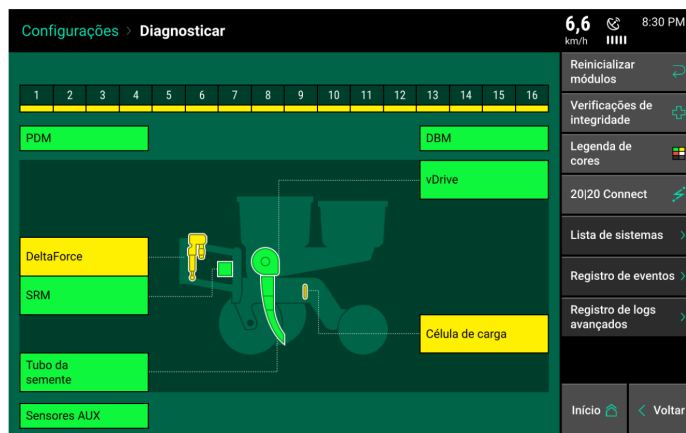 Configurações > Diagnosticar
6,6
km/h
8:30 PM
1 2 3 4 5 6 7 8 9 10 11 12 13 14 15 16
PDM
DBM
vDrive
DeltaForce
SRM
Célula de carga
Tubo da
semente
Sensores AUX
Reinicializar
módulos
Verificações de
integridade
Legenda de
cores
20|20 Connect
Lista de sistemas
Registro de eventos
Registro de logs
avançados
Início
Voltar